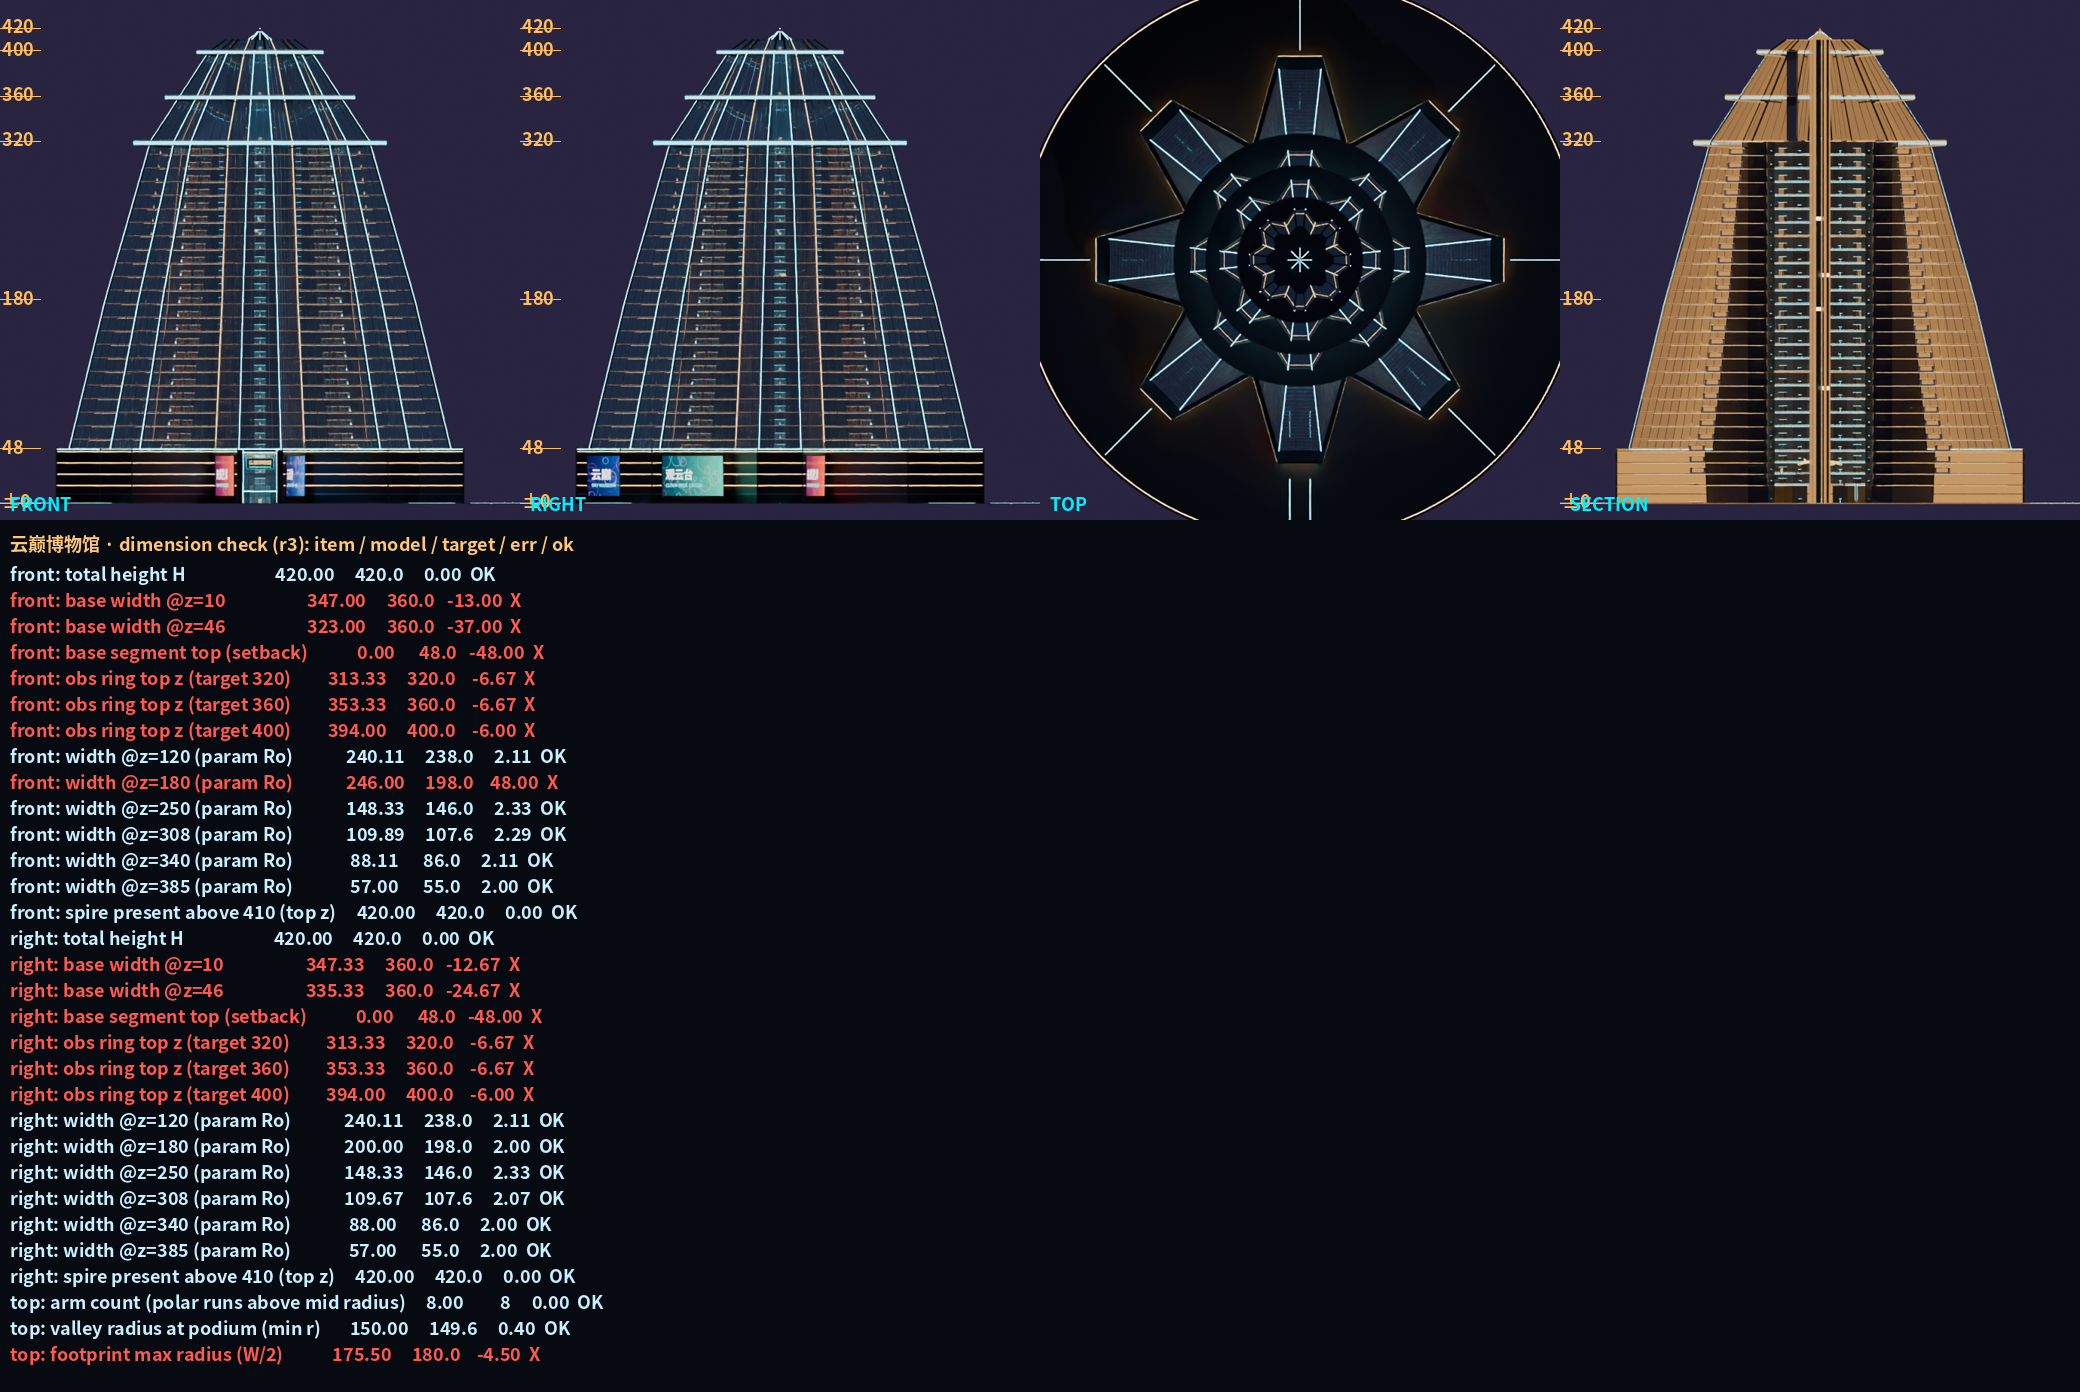 420
400
360
320
180
48
±0
FRONT
420
400
360
320
180
48
±0
云巅
观云台
RIGHT
TOP
420
400
360
320
180
48
±0
SECTION
云巅博物馆 · dimension check (r3): item / model / target / err / ok
front: total height H 420.00 420.0 0.00 OK
front: base width @z=10 347.00 360.0 -13.00 X
front: base width @z=46 323.00 360.0 -37.00 X
front: base segment top (setback) 0.00 48.0 -48.00 X
front: obs ring top z (target 320) 313.33 320.0 -6.67 X
front: obs ring top z (target 360) 353.33 360.0 -6.67 X
front: obs ring top z (target 400) 394.00 400.0 -6.00 X
front: width @z=120 (param Ro) 240.11 238.0 2.11 OK
front: width @z=180 (param Ro) 246.00 198.0 48.00 X
front: width @z=250 (param Ro) 148.33 146.0 2.33 OK
front: width @z=308 (param Ro) 109.89 107.6 2.29 OK
front: width @z=340 (param Ro) 88.11 86.0 2.11 OK
front: width @z=385 (param Ro) 57.00 55.0 2.00 OK
front: spire present above 410 (top z) 420.00 420.0 0.00 OK
right: total height H 420.00 420.0 0.00 OK
right: base width @z=10 347.33 360.0 -12.67 X
right: base width @z=46 335.33 360.0 -24.67 X
right: base segment top (setback) 0.00 48.0 -48.00 X
right: obs ring top z (target 320) 313.33 320.0 -6.67 X
right: obs ring top z (target 360) 353.33 360.0 -6.67 X
right: obs ring top z (target 400) 394.00 400.0 -6.00 X
right: width @z=120 (param Ro) 240.11 238.0 2.11 OK
right: width @z=180 (param Ro) 200.00 198.0 2.00 OK
right: width @z=250 (param Ro) 148.33 146.0 2.33 OK
right: width @z=308 (param Ro) 109.67 107.6 2.07 OK
right: width @z=340 (param Ro) 88.00 86.0 2.00 OK
right: width @z=385 (param Ro) 57.00 55.0 2.00 OK
right: spire present above 410 (top z) 420.00 420.0 0.00 OK
top: arm count (polar runs above mid radius) 8.00 8 0.00 OK
top: valley radius at podium (min r) 150.00 149.6 0.40 OK
top: footprint max radius (W/2) 175.50 180.0 -4.50 X